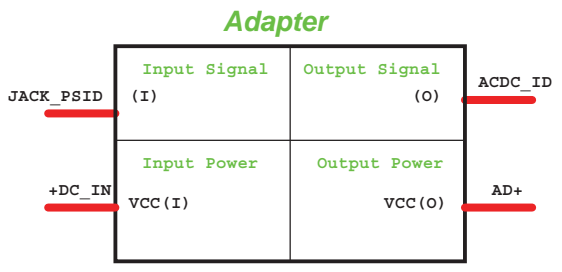 Adapter
Input Signal Output Signal
JACK_PSID (I) (O) ACDC_ID
Input Power Output Power
+DC_IN VCC(I) VCC(O) AD+